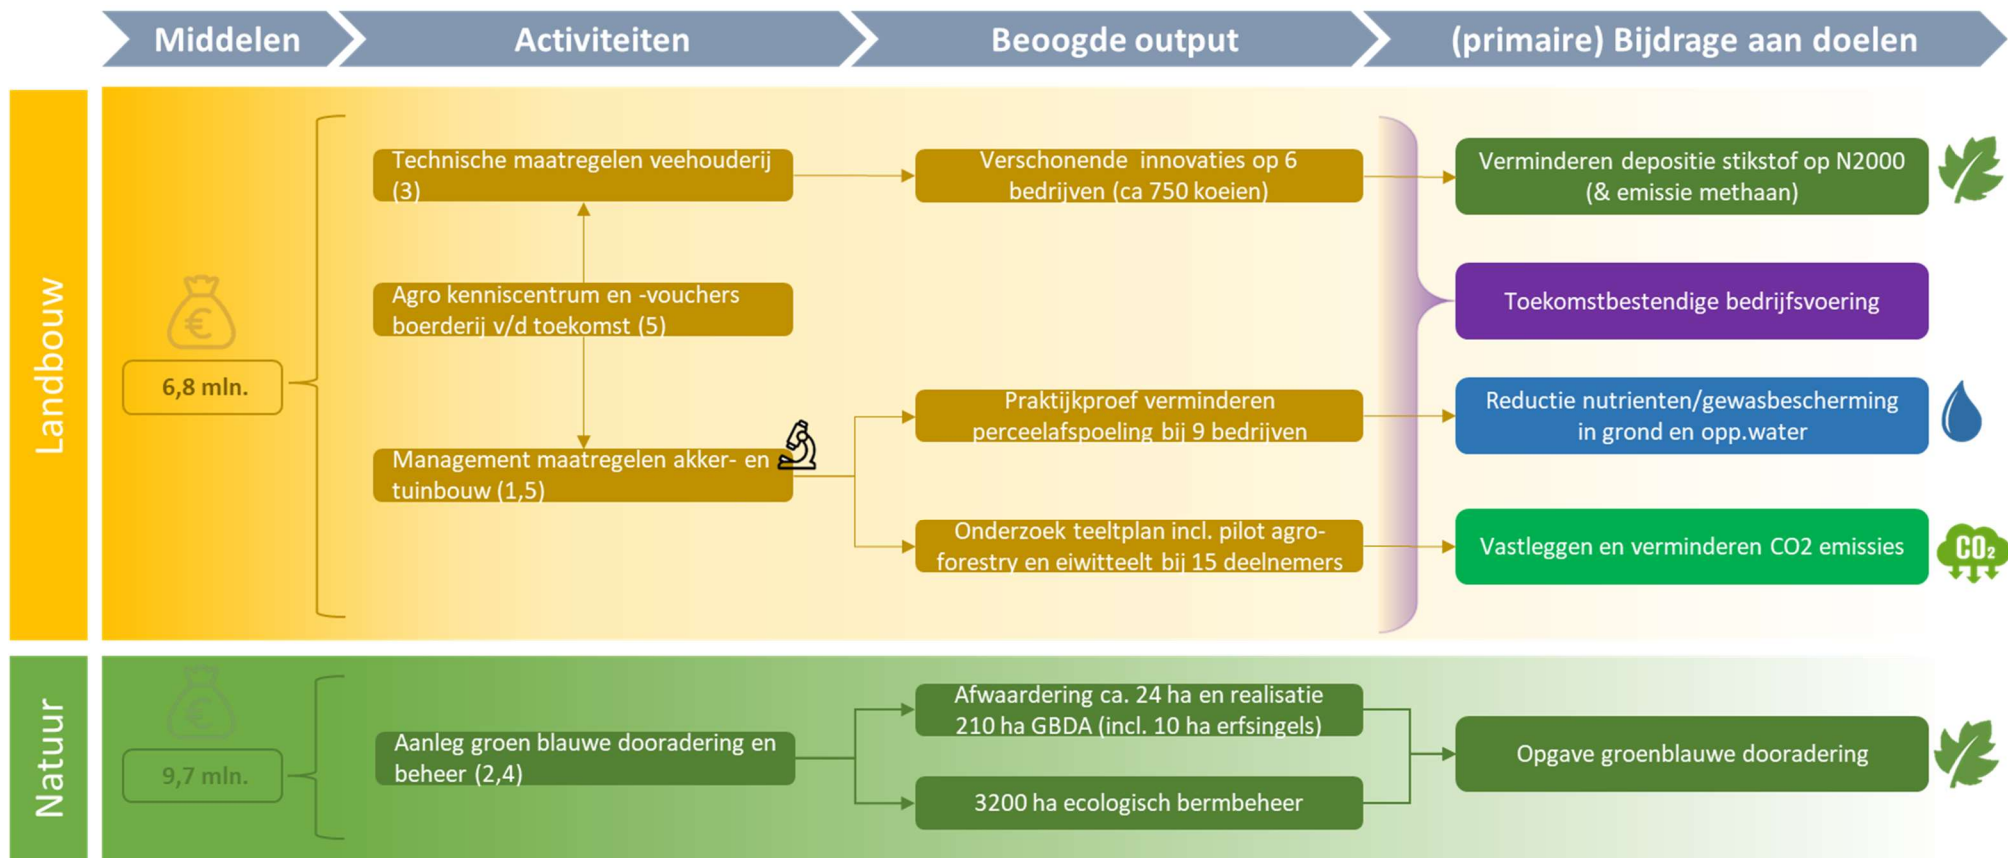 Middelen
Activiteiten
Beoogde output
(primaire) Bijdrage aan doelen
Landbouw
€
6,8 mln.
Technische maatregelen veehouderij
(3)
Agro kenniscentrum en -vouchers
boerderij v/d toekomst (5)
Management maatregelen akker- en
tuinbouw (1,5)
Verschonende innovaties op 6
bedrijven (ca 750 koeien)
Praktijkproef verminderen
perceelafspoeling bij 9 bedrijven
Onderzoek teeltplan incl. pilot agro-
forestry en eiwitteelt bij 15 deelnemers
Verminderen depositie stikstof op N2000
(& emissie methaan)
Toekomstbestendige bedrijfsvoering
Reductie nutrienten/gewasbescherming
in grond en opp.water
Vastleggen en verminderen CO2 emissies
CO₂
Natuur
€
9,7 mln.
Aanleg groen blauwe dooradering en
beheer (2,4)
Afwaardering ca. 24 ha en realisatie
210 ha GBDA (incl. 10 ha erfsingels)
3200 ha ecologisch bermbeheer
Opgave groenblauwe dooradering